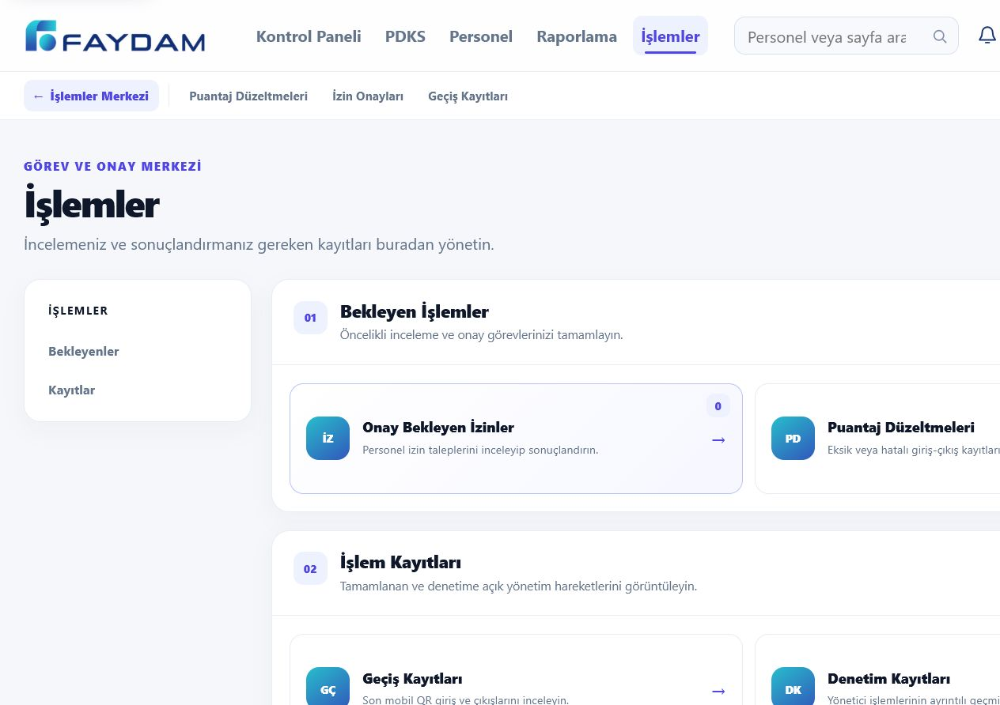 FAYDAM
Kontrol Paneli
PDKS
Personel
Raporlama
İşlemler
Personel veya sayfa ara
← İşlemler Merkezi
Puantaj Düzeltmeleri
İzin Onayları
Geçiş Kayıtları
GÖREV VE ONAY MERKEZİ
İşlemler
İncelemeniz ve sonuçlandırmanız gereken kayıtları buradan yönetin.
İŞLEMLER
Bekleyenler
Kayıtlar
01
Bekleyen İşlemler
Öncelikli inceleme ve onay görevlerinizi tamamlayın.
0
İZ
Onay Bekleyen İzinler
Personel izin taleplerini inceleyip sonuçlandırın.
→
PD
Puantaj Düzeltmeleri
Eksik veya hatalı giriş-çıkış kayıtları
02
İşlem Kayıtları
Tamamlanan ve denetime açık yönetim hareketlerini görüntüleyin.
GÇ
Geçiş Kayıtları
Son mobil QR giriş ve çıkışlarını inceleyin.
→
DK
Denetim Kayıtları
Yönetici işlemlerinin ayrıntılı geçmi